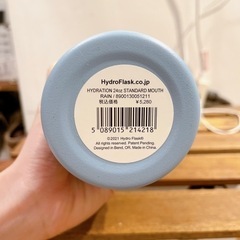 HydroFlask.co.jp
HYDRATION 24oz STANDARD MOUTH
RAIN / 8900130051211
税込価格 ¥5,280
5 089015 214218
©2021 Hydro Flask®
All rights reserved. Patent Pending.
Designed in Bend, OR. Made in China.